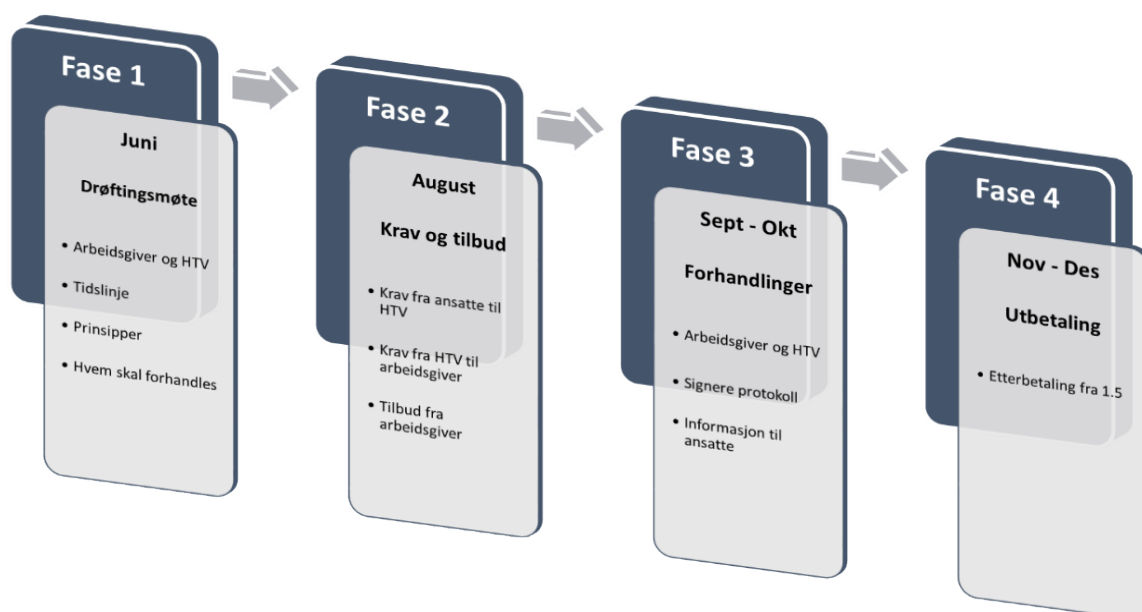 Fase 1
Juni
Drøftingsmøte
• Arbeidsgiver og HTV
• Tidslinje
• Prinsipper
• Hvem skal forhandles
Fase 2
August
Krav og tilbud
• Krav fra ansatte til
HTV
• Krav fra HTV til
arbeidsgiver
• Tilbud fra
arbeidsgiver
Fase 3
Sept - Okt
Forhandlinger
• Arbeidsgiver og HTV
• Signere protokoll
• Informasjon til
ansatte
Fase 4
Nov - Des
Utbetaling
• Etterbetaling fra 1.5